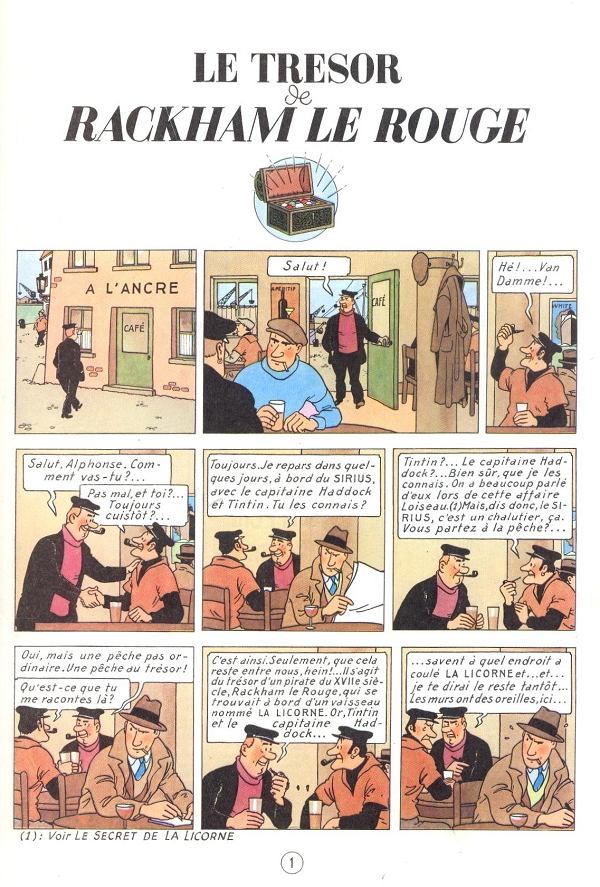 LE TRESOR
de
RACKHAM LE ROUGE
A L'ANCRE
CAFÉ
Salut!
APÉRITIF
CAFÉ
Hé!...Van
Damme!...
WHITE
Salut, Alphonse. Com-
ment vas-tu?...
Pas mal, et toi?...
Toujours
cuistot?...
Toujours. Je repars dans quel-
ques jours, à bord du SIRIUS,
avec le capitaine Haddock
et Tintin. Tu les connais?
Tintin?... Le capitaine Had-
dock?... Bien sûr, que je les
connais. On a beaucoup parlé
d'eux lors de cette affaire
Loiseau.(1) Mais, dis donc, le SI-
RIUS, c'est un chalutier, ça.
Vous partez à la pêche?...
Oui, mais une pêche pas or-
dinaire. Une pêche au trésor!
Qu'est-ce que tu
me racontes là?
C'est ainsi. Seulement, que cela
reste entre nous, hein!... Il s'agit
du trésor d'un pirate du XVIIe siè-
cle, Rackham le Rouge, qui se
trouvait à bord d'un vaisseau
nommé LA LICORNE. Or, Tintin
et le capitaine Had-
dock...
...savent à quel endroit a
coulé LA LICORNE et... et...
je te dirai le reste tantôt...
Les murs ont des oreilles, ici...
(1): Voir LE SECRET DE LA LICORNE
1